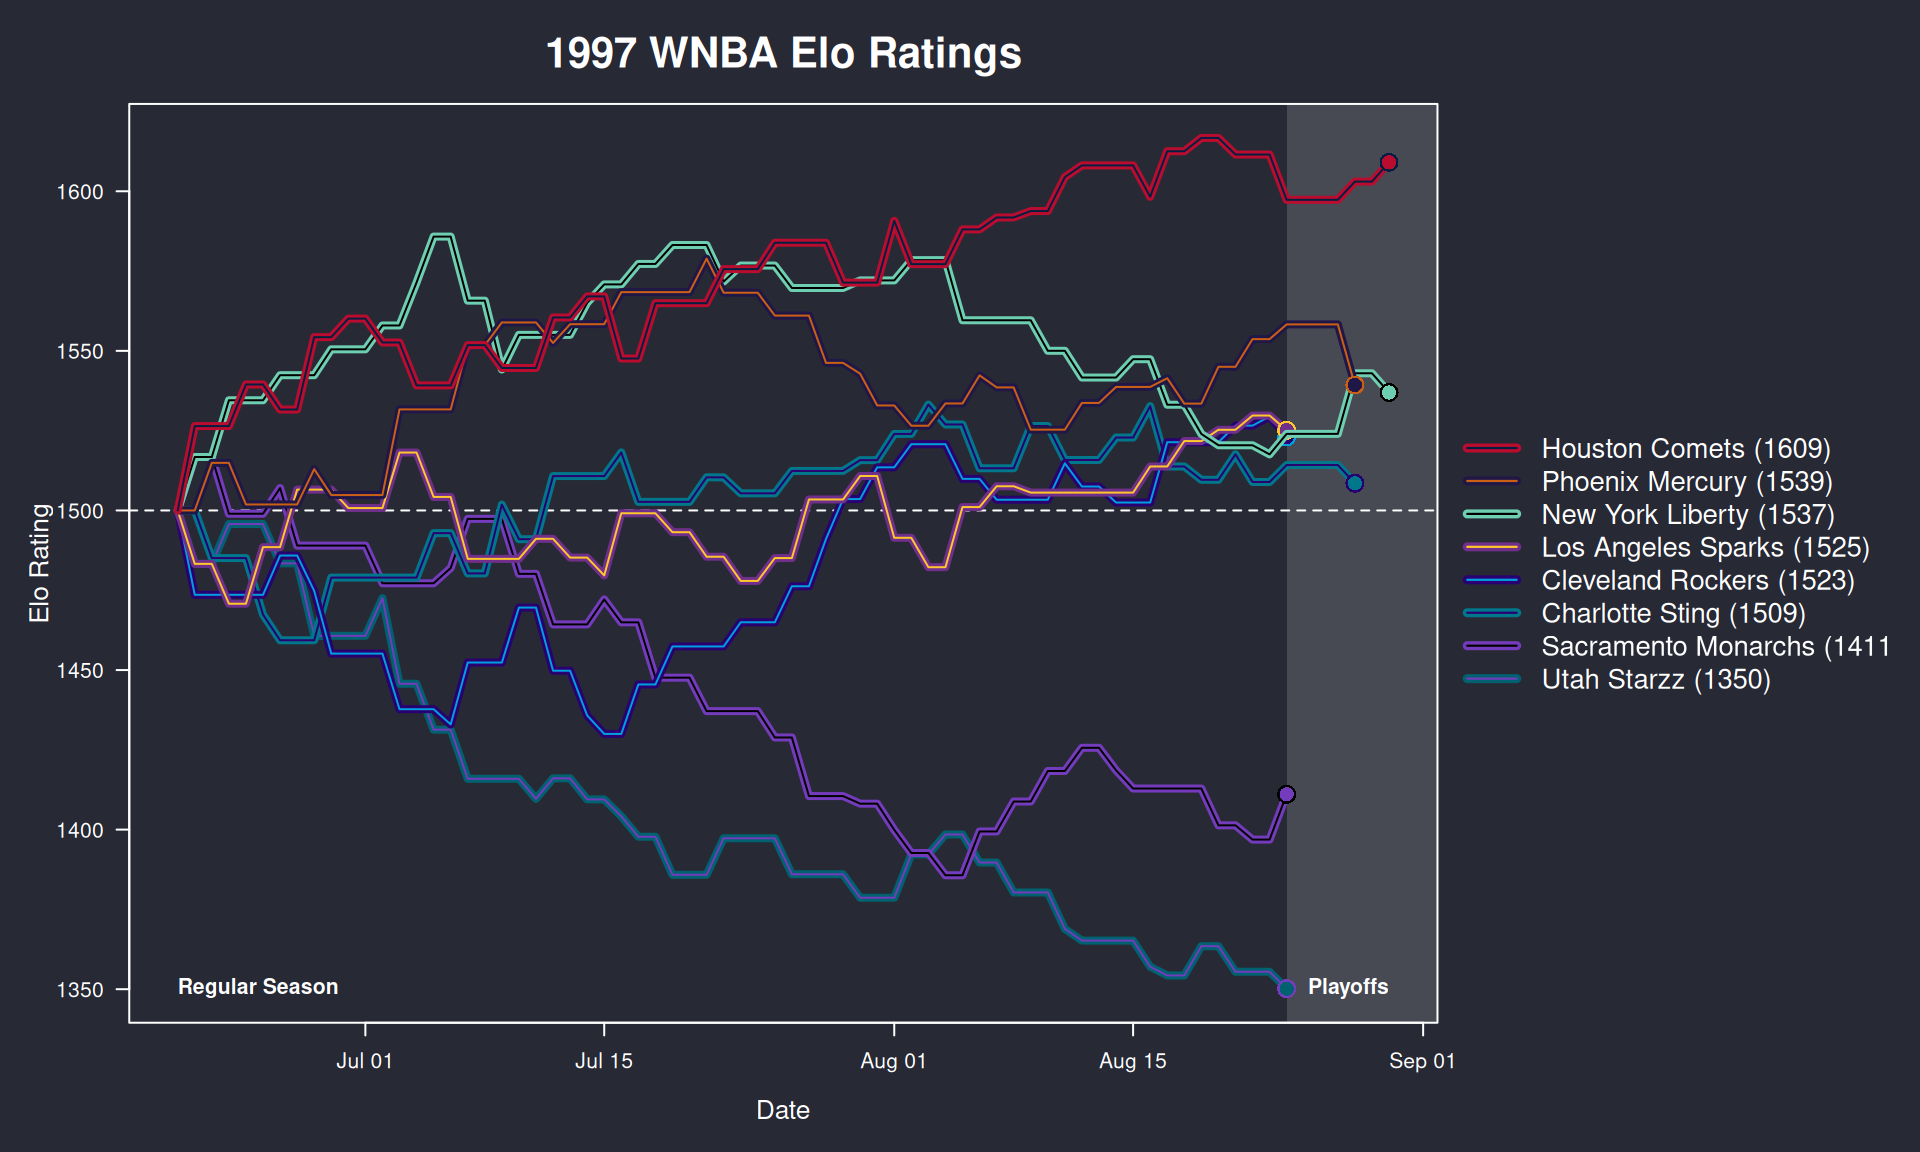 1997 WNBA Elo Ratings
Elo Rating
1600
1550
1500
1450
1400
1350
Regular Season
Playoffs
Jul 01
Jul 15
Aug 01
Aug 15
Sep 01
Date
Houston Comets (1609)
Phoenix Mercury (1539)
New York Liberty (1537)
Los Angeles Sparks (1525)
Cleveland Rockers (1523)
Charlotte Sting (1509)
Sacramento Monarchs (1411
Utah Starzz (1350)